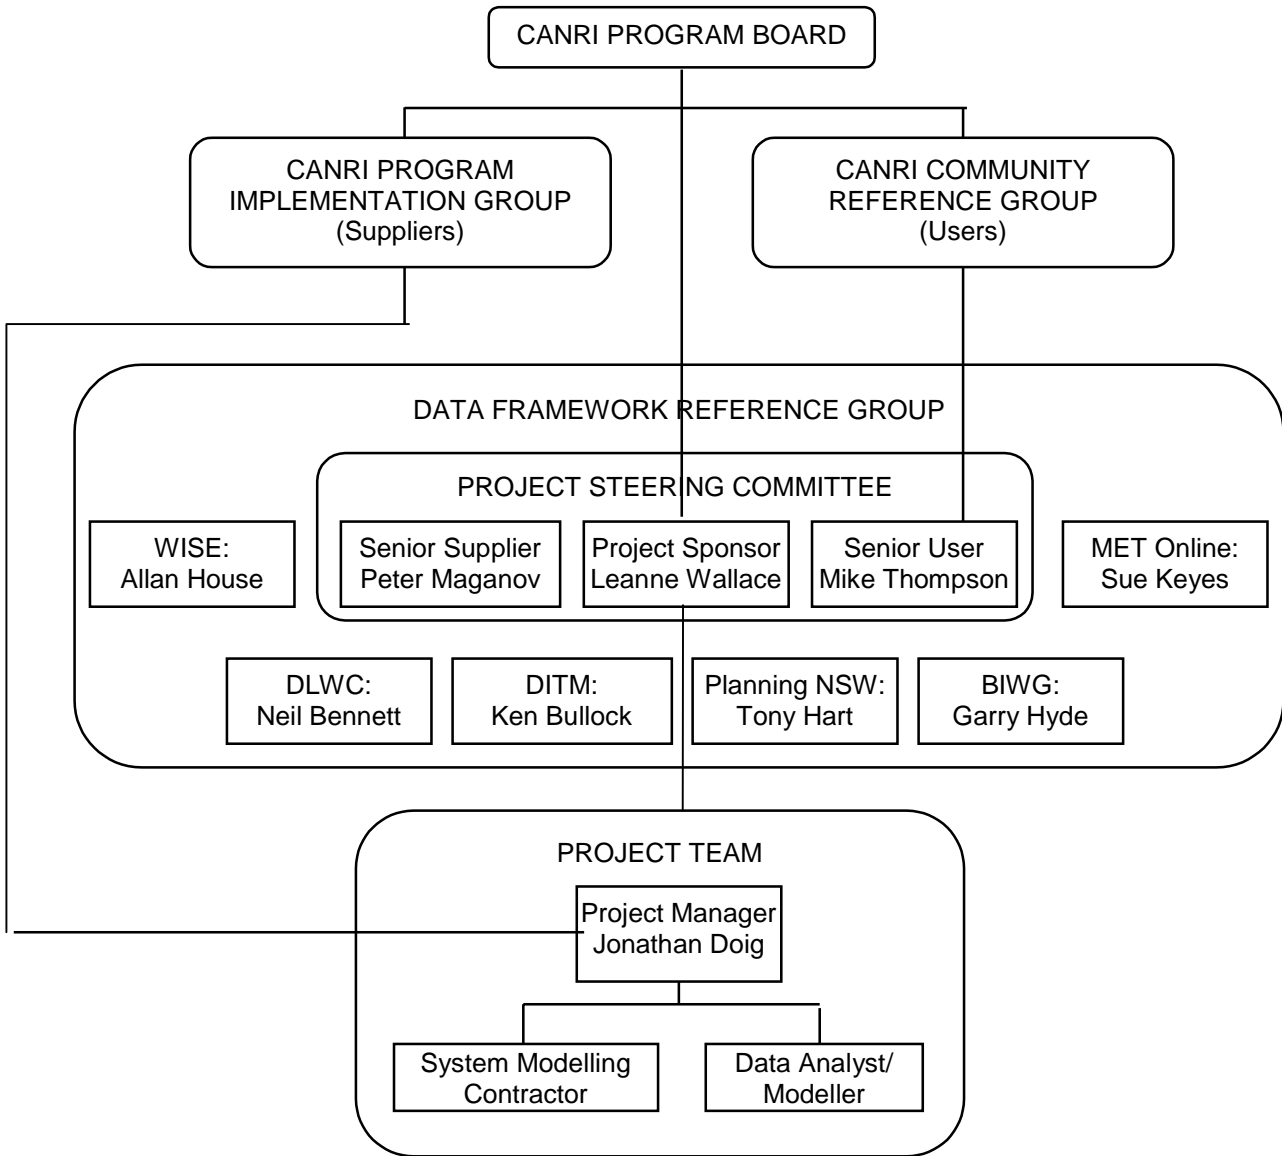 CANRI PROGRAM BOARD
CANRI PROGRAM
IMPLEMENTATION GROUP
(Suppliers)
CANRI COMMUNITY
REFERENCE GROUP
(Users)
DATA FRAMEWORK REFERENCE GROUP
PROJECT STEERING COMMITTEE
WISE:
Allan House
Senior Supplier
Peter Maganov
Project Sponsor
Leanne Wallace
Senior User
Mike Thompson
MET Online:
Sue Keyes
DLWC:
Neil Bennett
DITM:
Ken Bullock
Planning NSW:
Tony Hart
BIWG:
Garry Hyde
PROJECT TEAM
Project Manager
Jonathan Doig
System Modelling
Contractor
Data Analyst/
Modeller